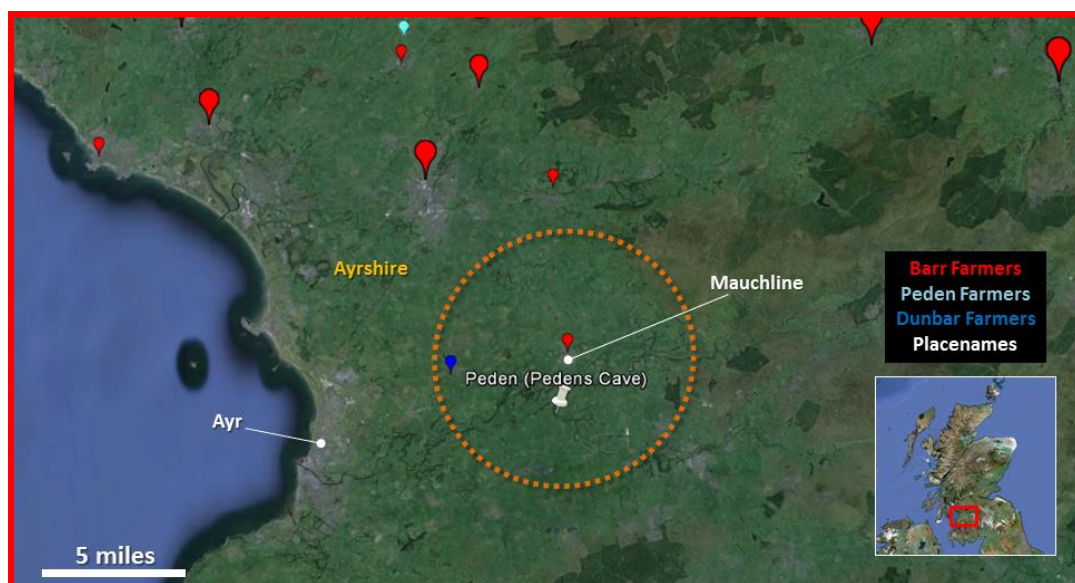 Ayrshire
Mauchline
Barr Farmers
Peden Farmers
Dunbar Farmers
Placenames
Peden (Pedens Cave)
Ayr
5 miles